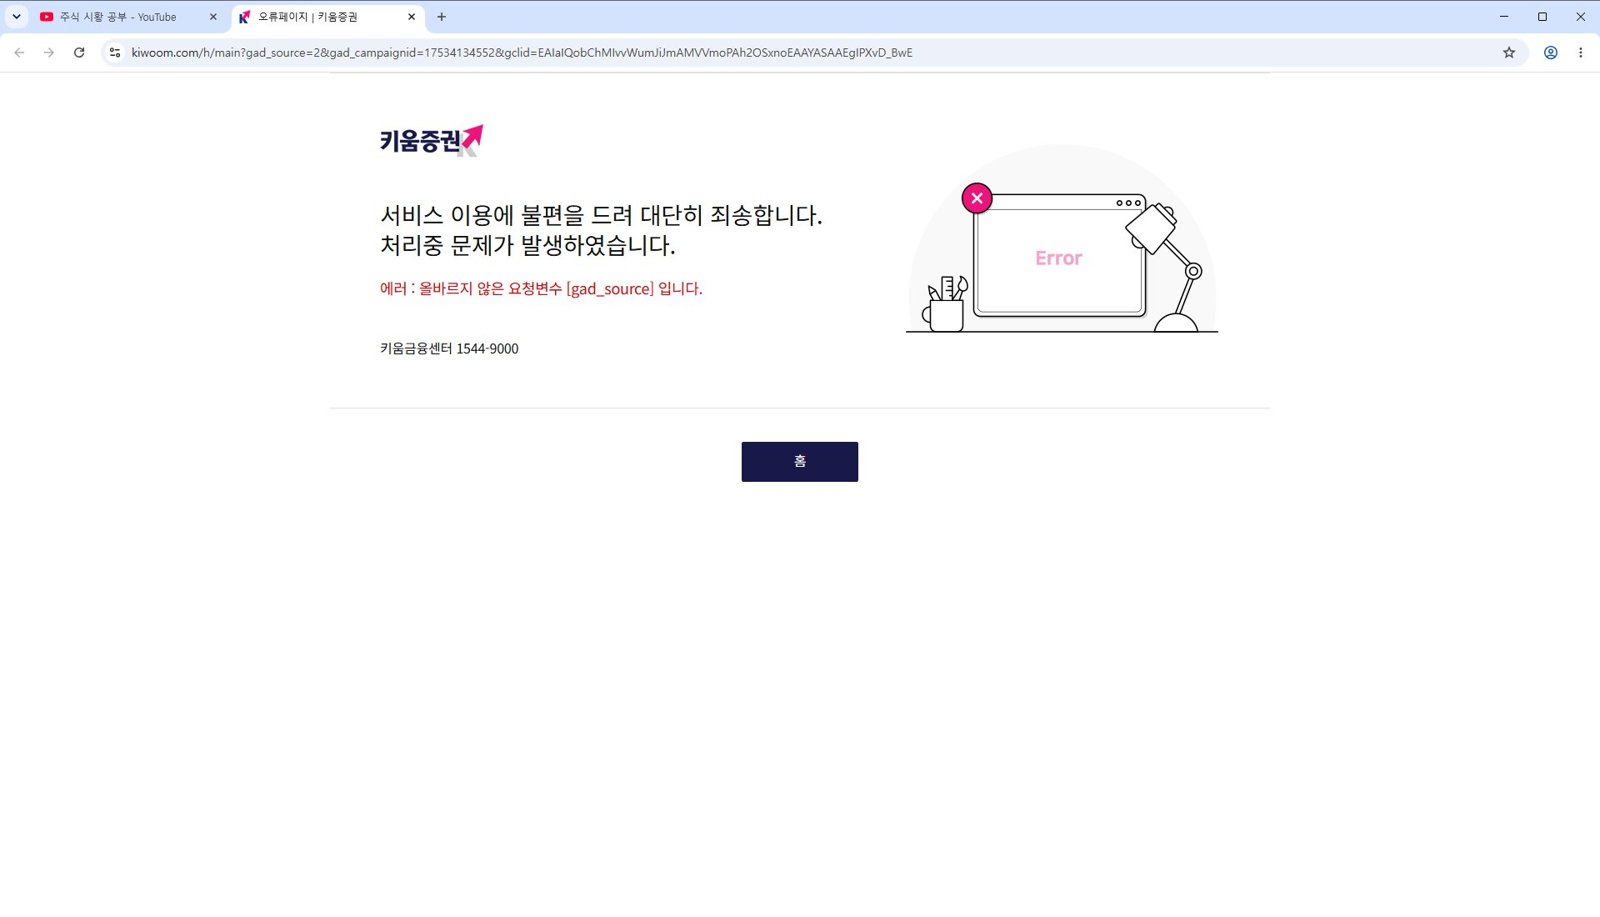 주식 시황 공부 - YouTube
오류페이지 | 키움증권
kiwoom.com/h/main?gad_source=2&gad_campaignid=17534134552&gclid=EAIaIQobChMIvvWumJiJmAMVVmoPAh2OSxnoEAAYASAAEgIPXvD_BwE
키움증권
서비스 이용에 불편을 드려 대단히 죄송합니다.
처리중 문제가 발생하였습니다.
에러 : 올바르지 않은 요청변수 [gad_source] 입니다.
키움금융센터 1544-9000
Error
홈